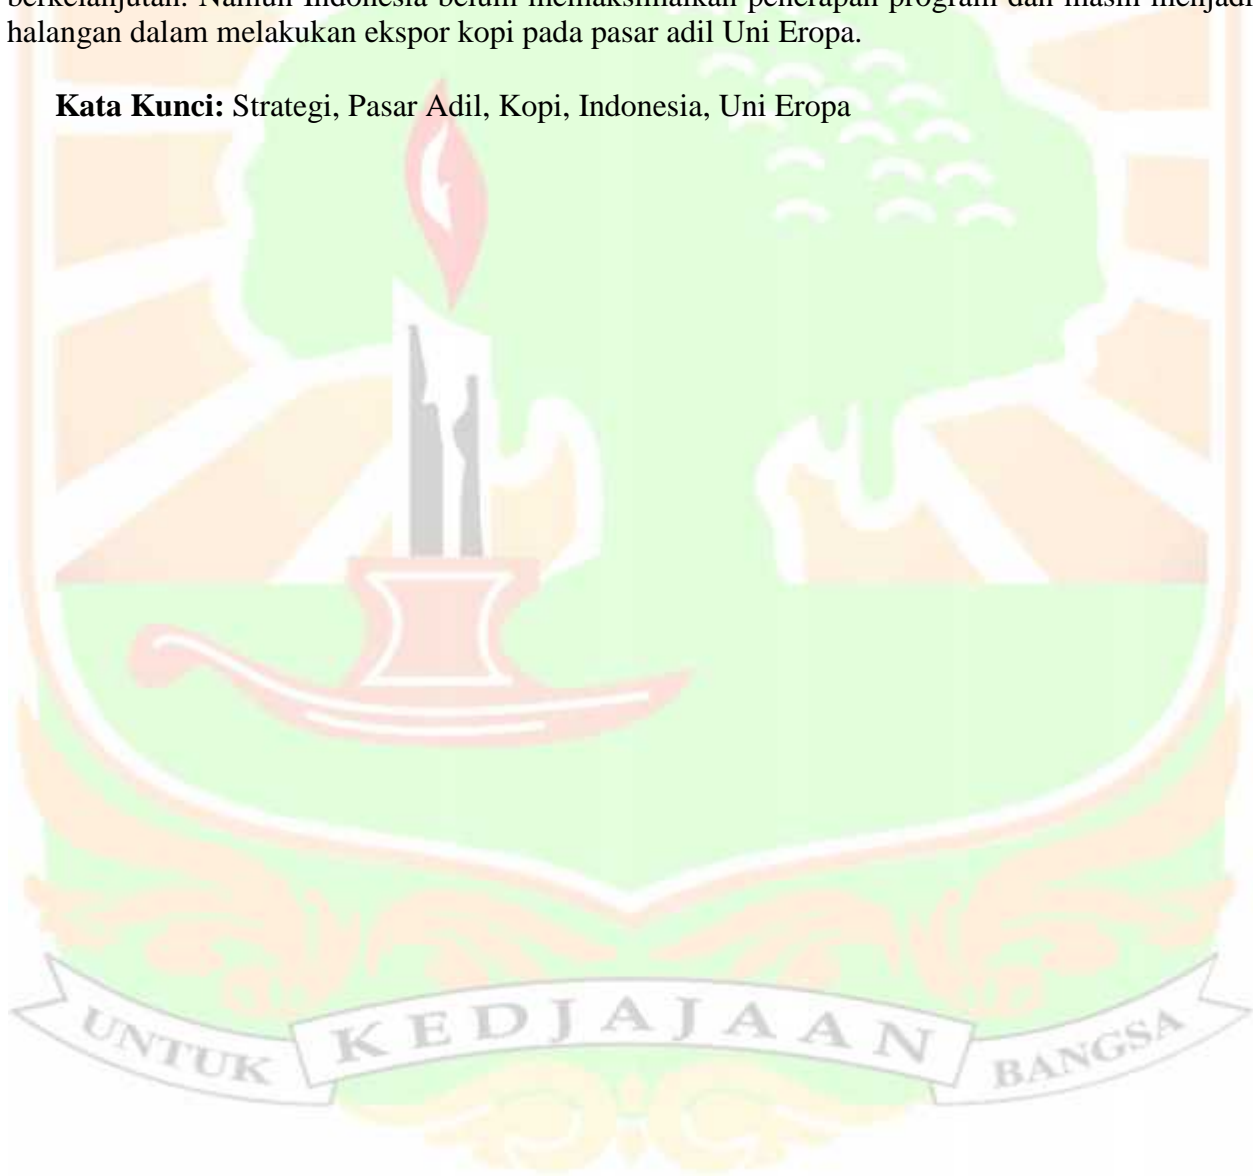 berkelanjutan. Namun Indonesia belum memaksimalkan penerapan program dan masih menjadi
halangan dalam melakukan ekspor kopi pada pasar adil Uni Eropa.
Kata Kunci: Strategi, Pasar Adil, Kopi, Indonesia, Uni Eropa
UNTUK KEDJAJAAN BANGSA